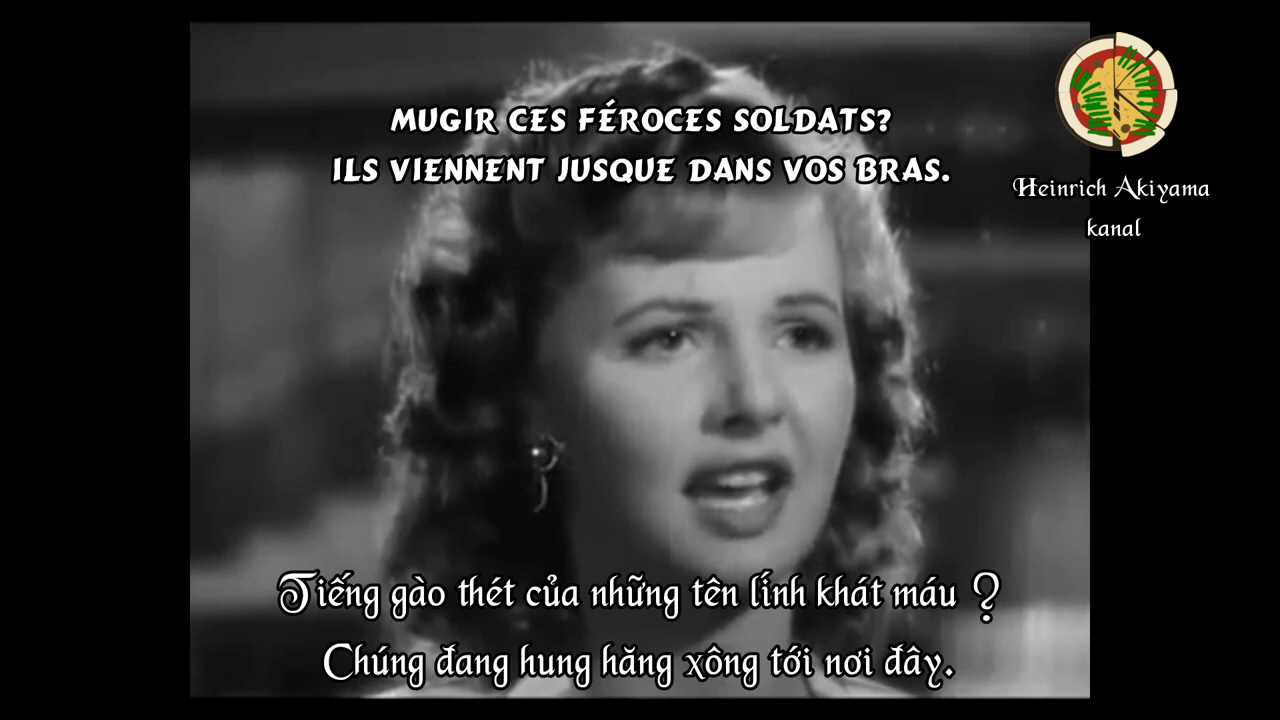 MUGIR CES FÉROCES SOLDATS?
ILS VIENNENT JUSQUE DANS VOS BRAS.
Heinrich Akiyama
kanal
Tiếng gào thét của những tên lính khát máu ?
Chúng đang hung hăng xông tới nơi đây.